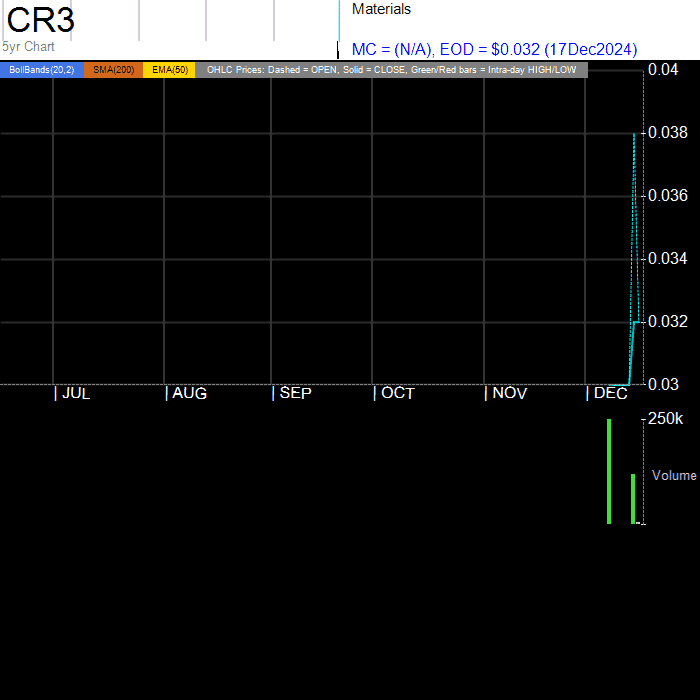 CR3
Materials
5yr Chart
MC = (N/A), EOD = $0.032 (17Dec2024)
BollBands(20,2) SMA(200) EMA(50) OHLC Prices: Dashed = OPEN, Solid = CLOSE, Green/Red bars = Intra-day HIGH/LOW
0.04
0.038
0.036
0.034
0.032
0.03
| JUL | AUG | SEP | OCT | NOV | DEC
250k
Volume